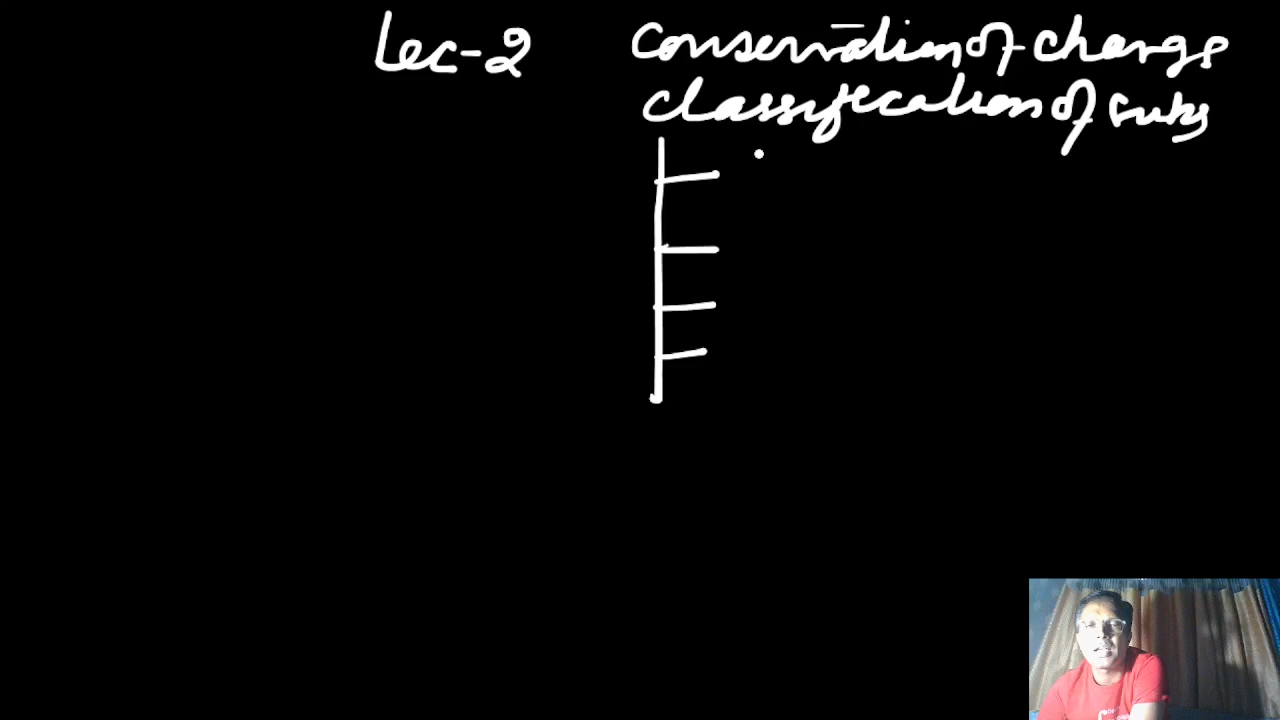 Lec-2 Conservation of charge
Classification of